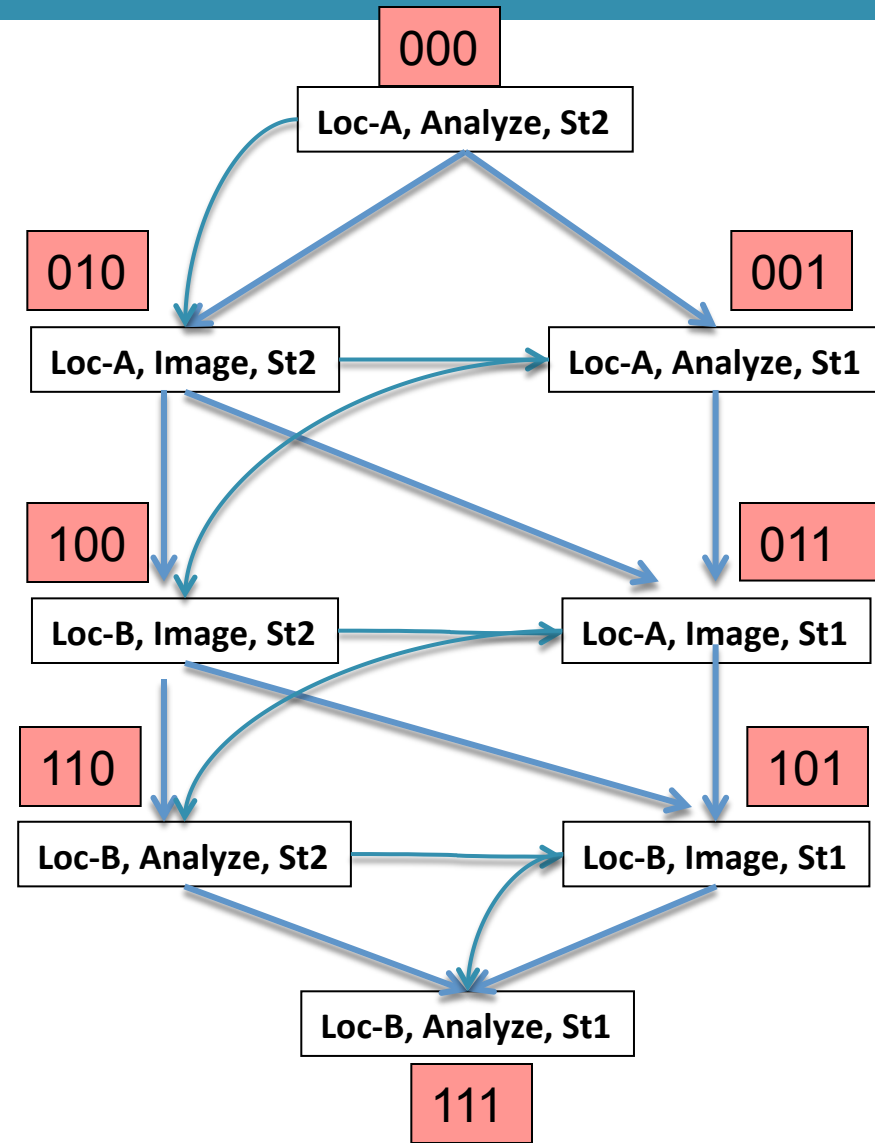 000
Loc-A, Analyze, St2
010
001
Loc-A, Image, St2
Loc-A, Analyze, St1
100
011
Loc-B, Image, St2
Loc-A, Image, St1
110
101
Loc-B, Analyze, St2
Loc-B, Image, St1
Loc-B, Analyze, St1
111